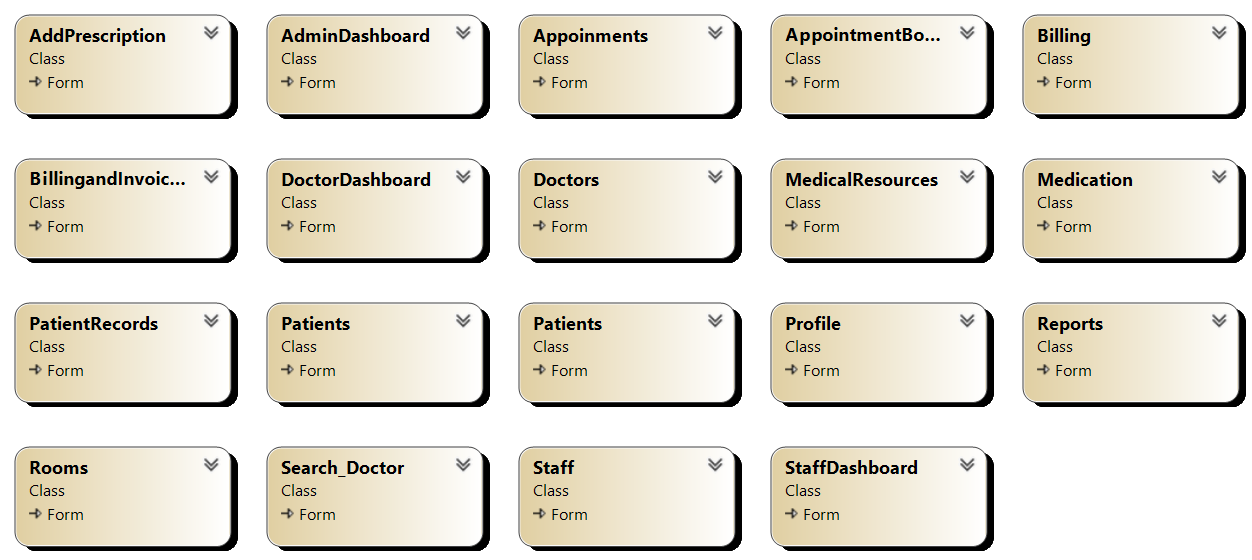 AddPrescription
Class
Form
AdminDashboard
Class
Form
Appoinments
Class
Form
AppointmentBo...
Class
Form
Billing
Class
Form
BillingandInvoic...
Class
Form
DoctorDashboard
Class
Form
Doctors
Class
Form
MedicalResources
Class
Form
Medication
Class
Form
PatientRecords
Class
Form
Patients
Class
Form
Patients
Class
Form
Profile
Class
Form
Reports
Class
Form
Rooms
Class
Form
Search_Doctor
Class
Form
Staff
Class
Form
StaffDashboard
Class
Form